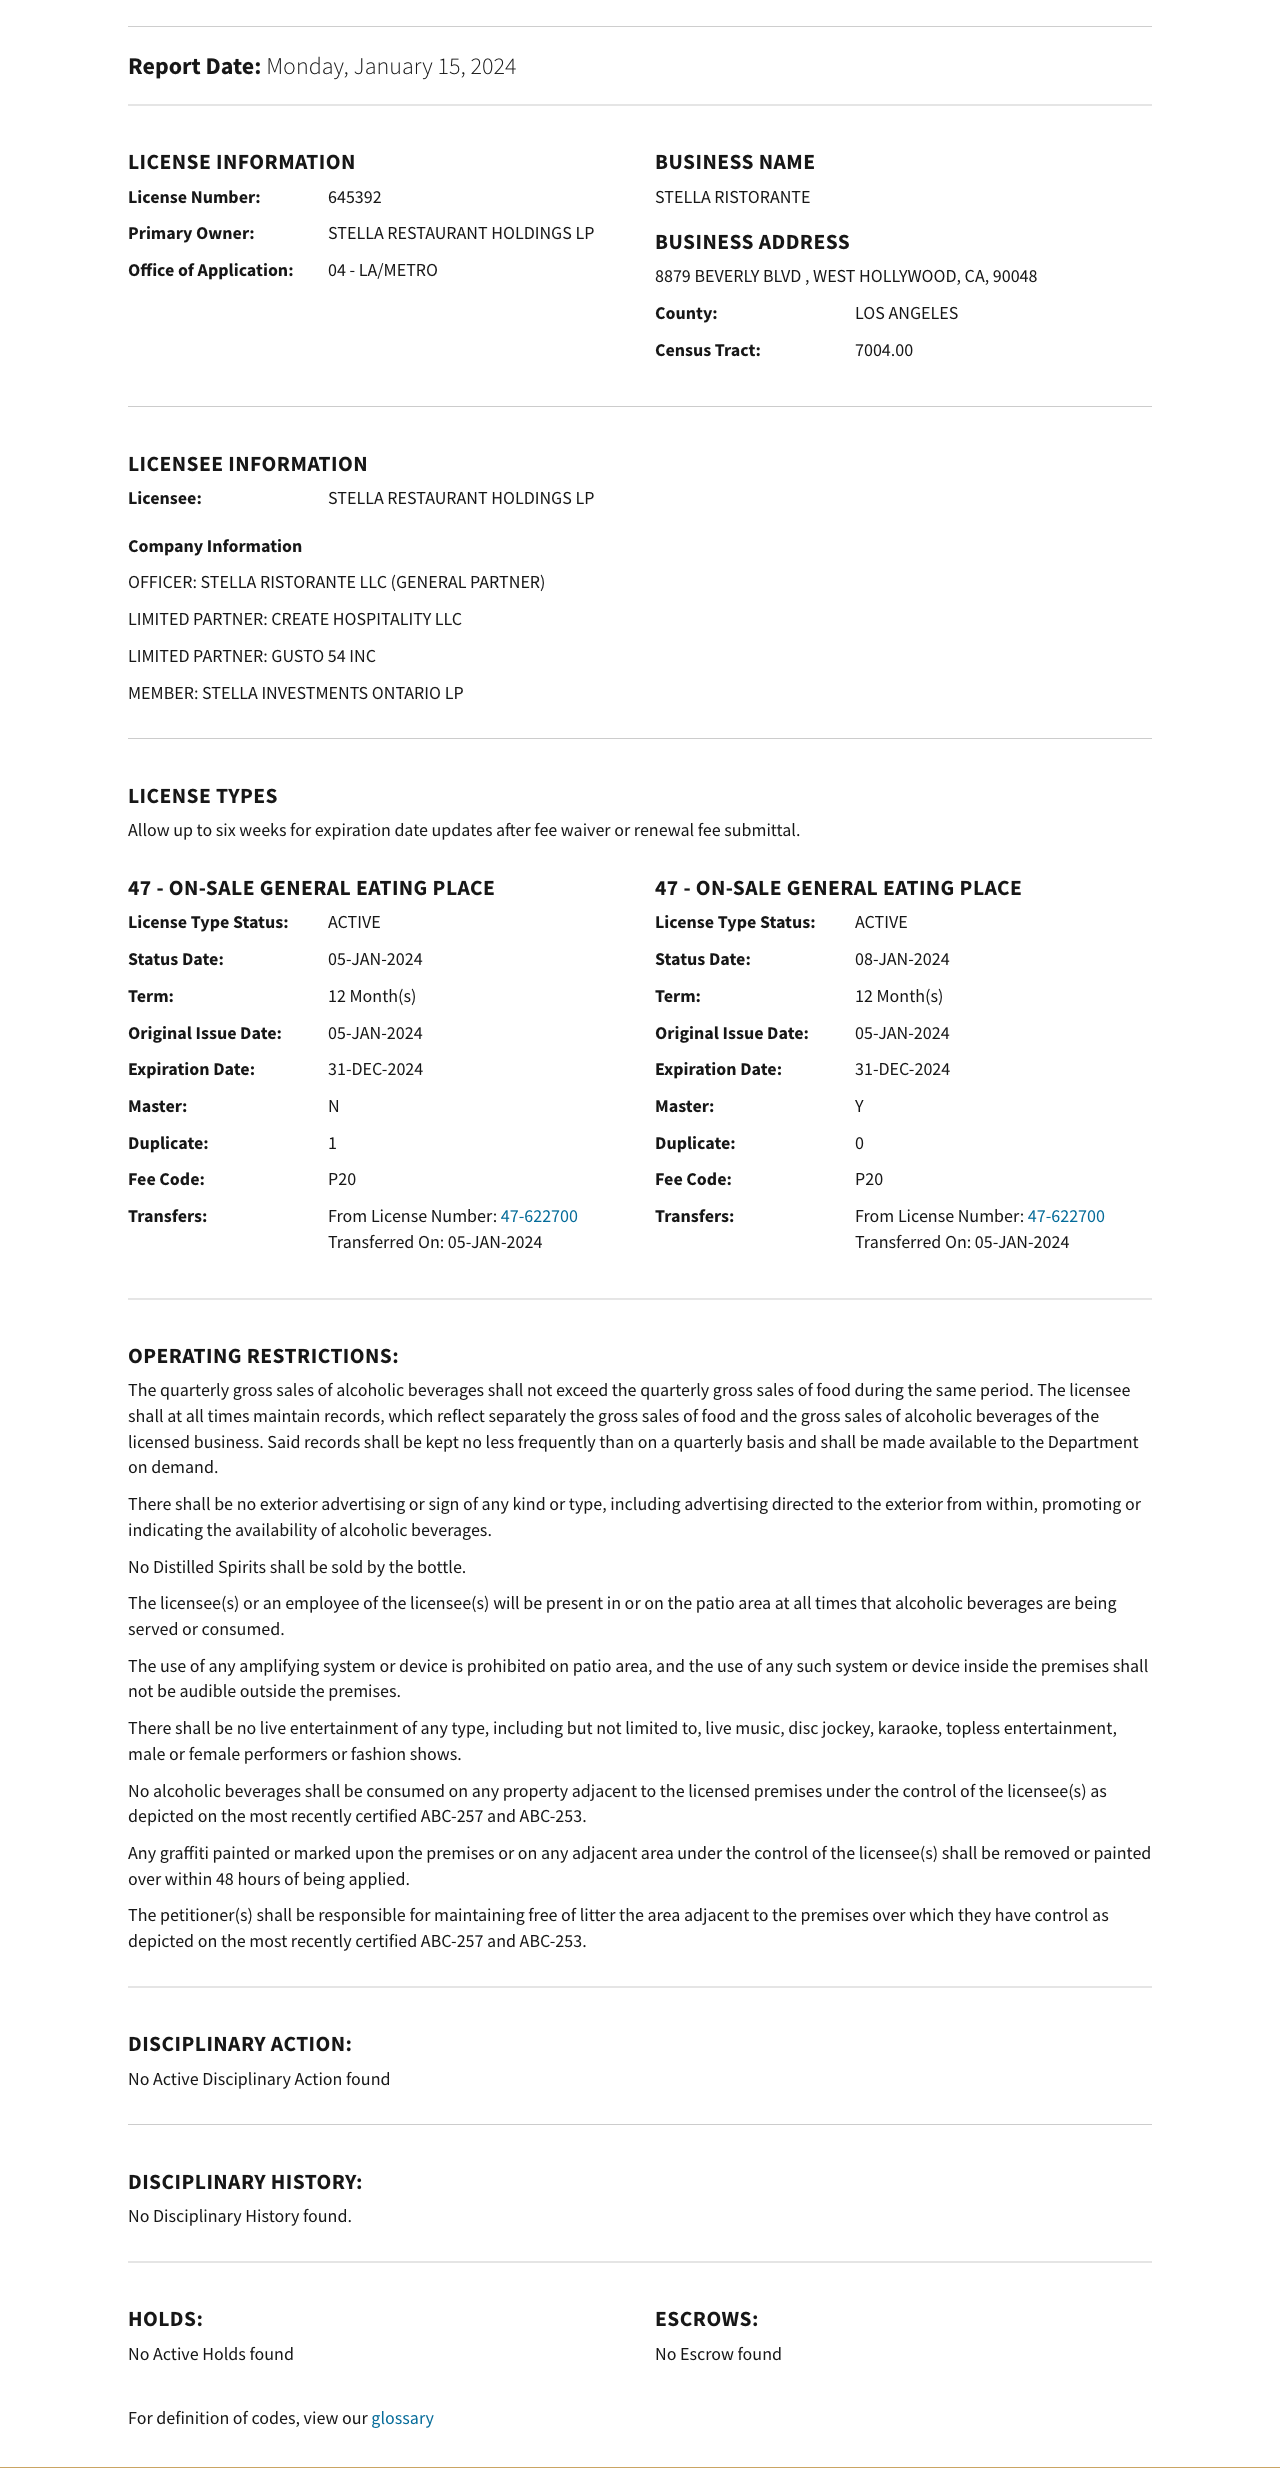 Report Date: Monday, January 15, 2024
LICENSE INFORMATION
License Number: 645392
Primary Owner: STELLA RESTAURANT HOLDINGS LP
Office of Application: 04 - LA/METRO
BUSINESS NAME
STELLA RISTORANTE
BUSINESS ADDRESS
8879 BEVERLY BLVD , WEST HOLLYWOOD, CA, 90048
County: LOS ANGELES
Census Tract: 7004.00
LICENSEE INFORMATION
Licensee: STELLA RESTAURANT HOLDINGS LP
Company Information
OFFICER: STELLA RISTORANTE LLC (GENERAL PARTNER)
LIMITED PARTNER: CREATE HOSPITALITY LLC
LIMITED PARTNER: GUSTO 54 INC
MEMBER: STELLA INVESTMENTS ONTARIO LP
LICENSE TYPES
Allow up to six weeks for expiration date updates after fee waiver or renewal fee submittal.
47 - ON-SALE GENERAL EATING PLACE
License Type Status: ACTIVE
Status Date: 05-JAN-2024
Term: 12 Month(s)
Original Issue Date: 05-JAN-2024
Expiration Date: 31-DEC-2024
Master: N
Duplicate: 1
Fee Code: P20
Transfers: From License Number: 47-622700
Transferred On: 05-JAN-2024
47 - ON-SALE GENERAL EATING PLACE
License Type Status: ACTIVE
Status Date: 08-JAN-2024
Term: 12 Month(s)
Original Issue Date: 05-JAN-2024
Expiration Date: 31-DEC-2024
Master: Y
Duplicate: 0
Fee Code: P20
Transfers: From License Number: 47-622700
Transferred On: 05-JAN-2024
OPERATING RESTRICTIONS:
The quarterly gross sales of alcoholic beverages shall not exceed the quarterly gross sales of food during the same period. The licensee
shall at all times maintain records, which reflect separately the gross sales of food and the gross sales of alcoholic beverages of the
licensed business. Said records shall be kept no less frequently than on a quarterly basis and shall be made available to the Department
on demand.
There shall be no exterior advertising or sign of any kind or type, including advertising directed to the exterior from within, promoting or
indicating the availability of alcoholic beverages.
No Distilled Spirits shall be sold by the bottle.
The licensee(s) or an employee of the licensee(s) will be present in or on the patio area at all times that alcoholic beverages are being
served or consumed.
The use of any amplifying system or device is prohibited on patio area, and the use of any such system or device inside the premises shall
not be audible outside the premises.
There shall be no live entertainment of any type, including but not limited to, live music, disc jockey, karaoke, topless entertainment,
male or female performers or fashion shows.
No alcoholic beverages shall be consumed on any property adjacent to the licensed premises under the control of the licensee(s) as
depicted on the most recently certified ABC-257 and ABC-253.
Any graffiti painted or marked upon the premises or on any adjacent area under the control of the licensee(s) shall be removed or painted
over within 48 hours of being applied.
The petitioner(s) shall be responsible for maintaining free of litter the area adjacent to the premises over which they have control as
depicted on the most recently certified ABC-257 and ABC-253.
DISCIPLINARY ACTION:
No Active Disciplinary Action found
DISCIPLINARY HISTORY:
No Disciplinary History found.
HOLDS:
No Active Holds found
ESCROWS:
No Escrow found
For definition of codes, view our glossary